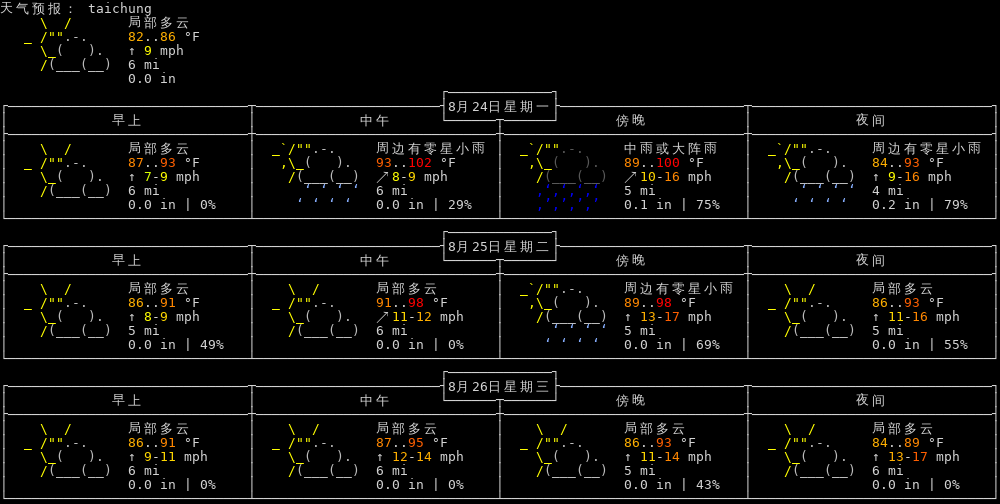 天气预报： taichung
局部多云
82..86 °F
↑ 9 mph
6 mi
0.0 in
8月24日星期一
早上 中午 傍晚 夜间
局部多云 周边有零星小雨 中雨或大阵雨 周边有零星小雨
87..93 °F 93..102 °F 89..100 °F 84..93 °F
↑ 7-9 mph ↗ 8-9 mph ↗ 10-16 mph ↑ 9-16 mph
6 mi 6 mi 5 mi 4 mi
0.0 in | 0% 0.0 in | 29% 0.1 in | 75% 0.2 in | 79%
8月25日星期二
早上 中午 傍晚 夜间
局部多云 局部多云 周边有零星小雨 局部多云
86..91 °F 91..98 °F 89..98 °F 86..93 °F
↑ 8-9 mph ↗ 11-12 mph ↑ 13-17 mph ↑ 11-16 mph
5 mi 6 mi 5 mi 5 mi
0.0 in | 49% 0.0 in | 0% 0.0 in | 69% 0.0 in | 55%
8月26日星期三
早上 中午 傍晚 夜间
局部多云 局部多云 局部多云 局部多云
86..91 °F 87..95 °F 86..93 °F 84..89 °F
↑ 9-11 mph ↑ 12-14 mph ↑ 11-14 mph ↑ 13-17 mph
6 mi 6 mi 5 mi 6 mi
0.0 in | 0% 0.0 in | 0% 0.0 in | 43% 0.0 in | 0%